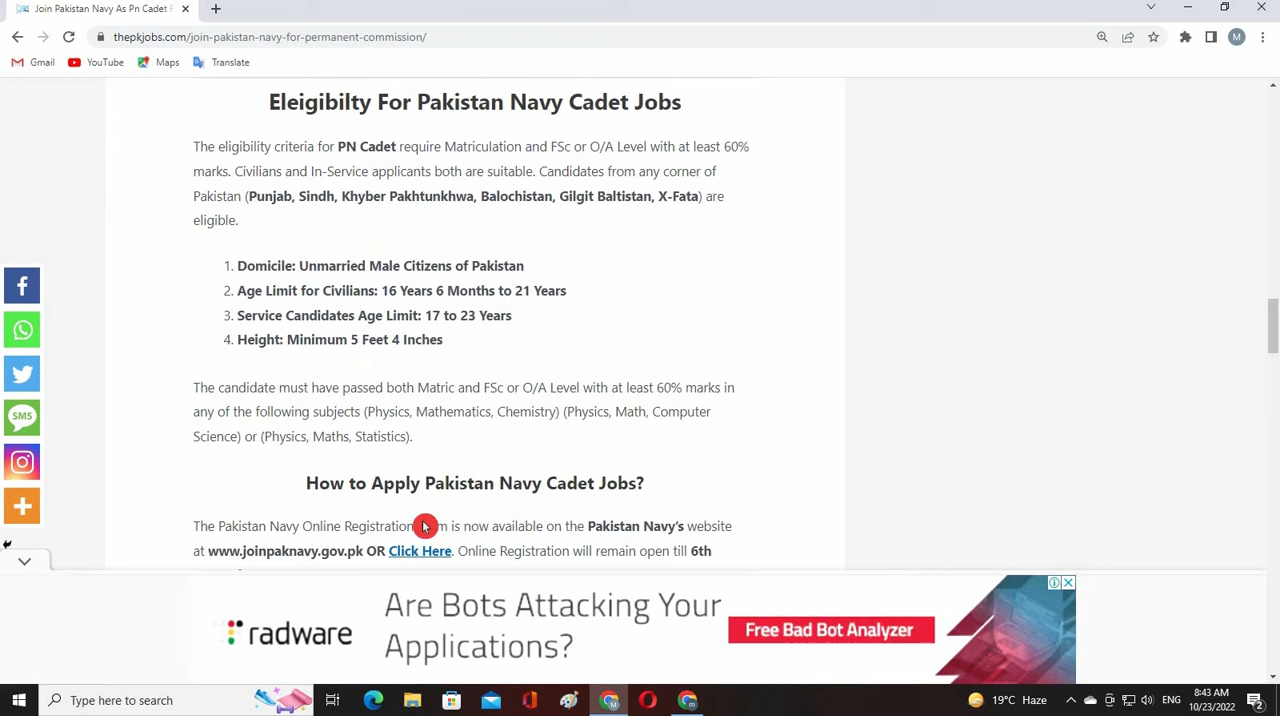 Join Pakistan Navy As Pn Cadet F
thepkjobs.com/join-pakistan-navy-for-permanent-commission/
M
Gmail YouTube Maps Translate
Eleigibilty For Pakistan Navy Cadet Jobs
The eligibility criteria for PN Cadet require Matriculation and FSc or O/A Level with at least 60%
marks. Civilians and In-Service applicants both are suitable. Candidates from any corner of
Pakistan (Punjab, Sindh, Khyber Pakhtunkhwa, Balochistan, Gilgit Baltistan, X-Fata) are
eligible.
1. Domicile: Unmarried Male Citizens of Pakistan
2. Age Limit for Civilians: 16 Years 6 Months to 21 Years
3. Service Candidates Age Limit: 17 to 23 Years
4. Height: Minimum 5 Feet 4 Inches
The candidate must have passed both Matric and FSc or O/A Level with at least 60% marks in
any of the following subjects (Physics, Mathematics, Chemistry) (Physics, Math, Computer
Science) or (Physics, Maths, Statistics).
SMS
How to Apply Pakistan Navy Cadet Jobs?
The Pakistan Navy Online Registration is now available on the Pakistan Navy's website
at www.joinpaknavy.gov.pk OR Click Here. Online Registration will remain open till 6th
radware
Are Bots Attacking Your
Applications?
Free Bad Bot Analyzer
Type here to search
19°C Haze
ENG
8:43 AM
10/23/2022
2